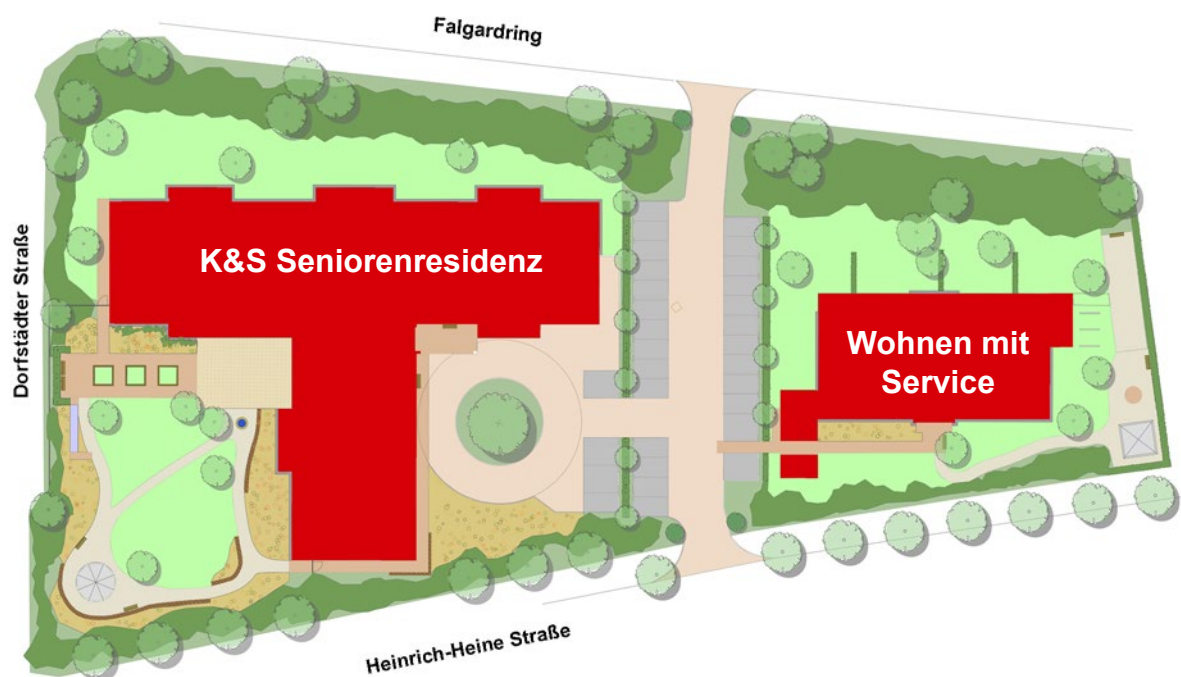 Falgardring
Dorfstädter Straße
K&S Seniorenresidenz
Wohnen mit
Service
Heinrich-Heine Straße